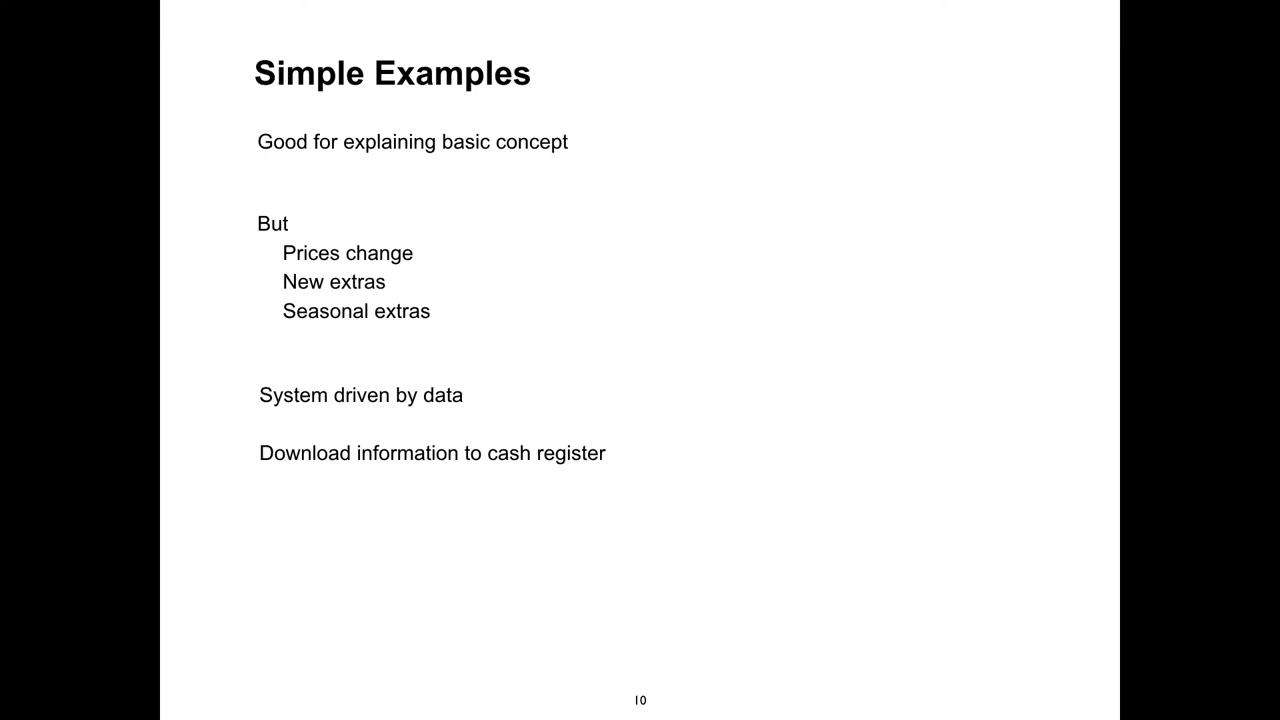 Simple Examples
Good for explaining basic concept
But
Prices change
New extras
Seasonal extras
System driven by data
Download information to cash register
10